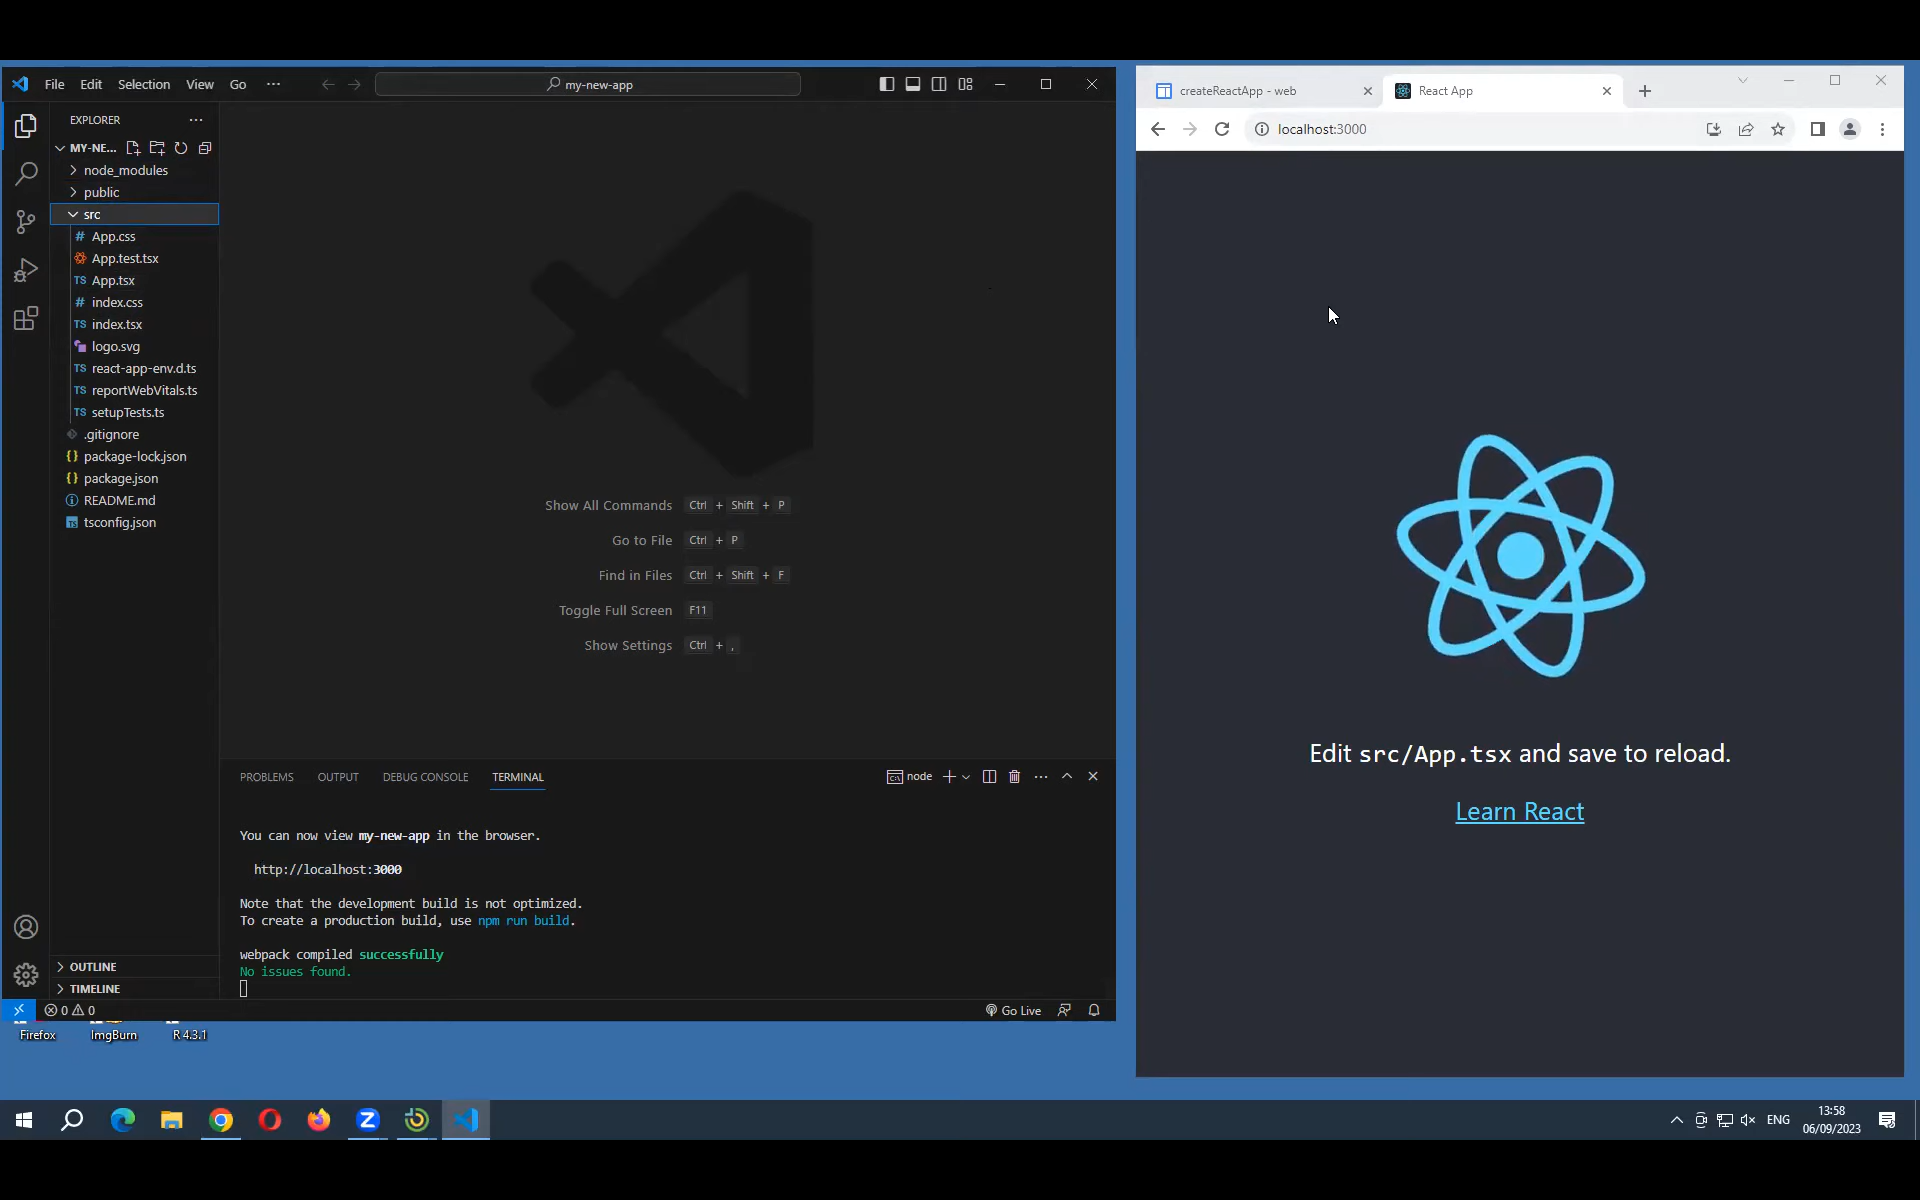 File Edit Selection View Go ···
my-new-app
EXPLORER
MY-NE...
node_modules
public
src
# App.css
App.test.tsx
TS App.tsx
# index.css
TS index.tsx
logo.svg
TS react-app-env.d.ts
TS reportWebVitals.ts
TS setupTests.ts
.gitignore
{} package-lock.json
{} package.json
README.md
TS tsconfig.json
OUTLINE
TIMELINE
Show All Commands Ctrl + Shift + P
Go to File Ctrl + P
Find in Files Ctrl + Shift + F
Toggle Full Screen F11
Show Settings Ctrl + ,
PROBLEMS OUTPUT DEBUG CONSOLE TERMINAL
node
You can now view my-new-app in the browser.
http://localhost:3000
Note that the development build is not optimized.
To create a production build, use npm run build.
webpack compiled successfully
No issues found.
0 0
Go Live
createReactApp - web
React App
localhost:3000
Edit src/App.tsx and save to reload.
Learn React
Firefox
ImgBurn
R 4.3.1
ENG
13:58
06/09/2023